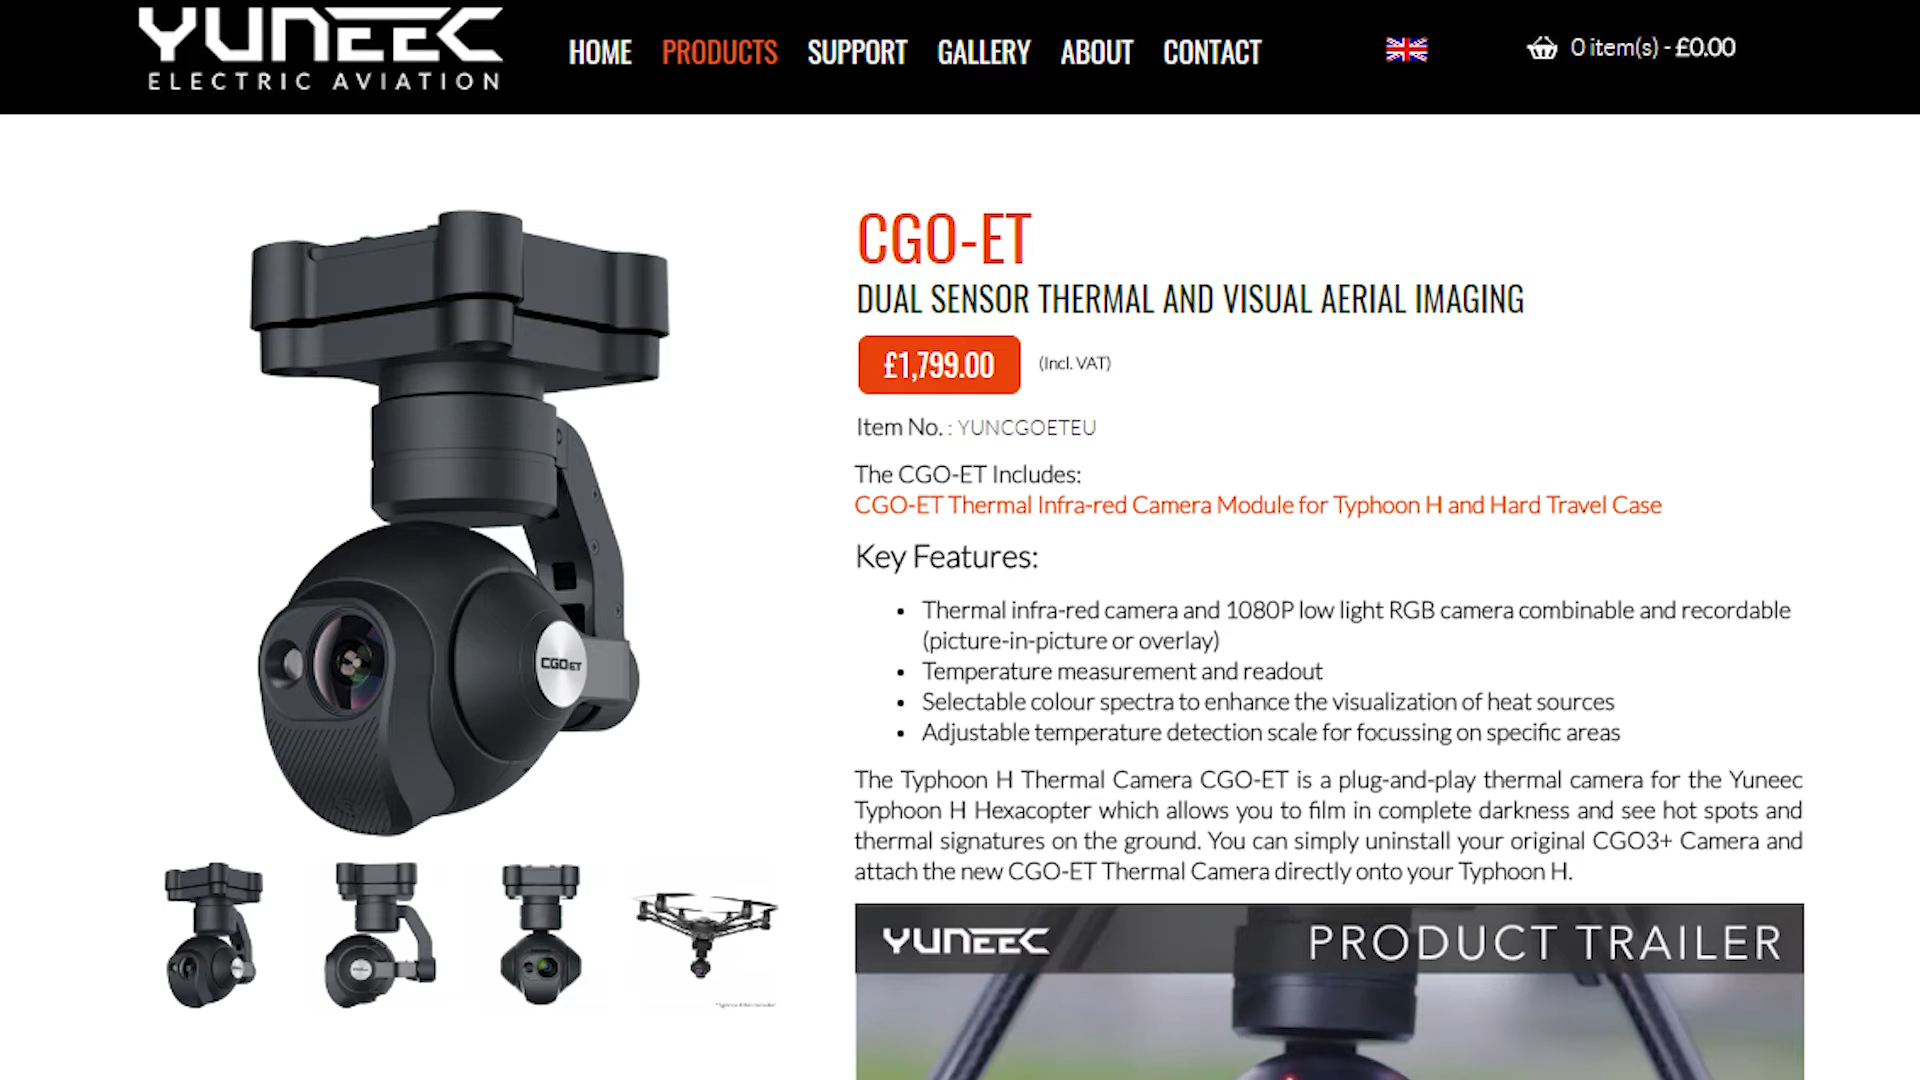 YUNEEC
ELECTRIC AVIATION
HOME PRODUCTS SUPPORT GALLERY ABOUT CONTACT
0 item(s) - £0.00
CGO-ET
DUAL SENSOR THERMAL AND VISUAL AERIAL IMAGING
£1,799.00 (Incl. VAT)
Item No. : YUNCGOETEU
The CGO-ET Includes:
CGO-ET Thermal Infra-red Camera Module for Typhoon H and Hard Travel Case
Key Features:
• Thermal infra-red camera and 1080P low light RGB camera combinable and recordable
(picture-in-picture or overlay)
• Temperature measurement and readout
• Selectable colour spectra to enhance the visualization of heat sources
• Adjustable temperature detection scale for focussing on specific areas
The Typhoon H Thermal Camera CGO-ET is a plug-and-play thermal camera for the Yuneec
Typhoon H Hexacopter which allows you to film in complete darkness and see hot spots and
thermal signatures on the ground. You can simply uninstall your original CGO3+ Camera and
attach the new CGO-ET Thermal Camera directly onto your Typhoon H.
YUNEEC PRODUCT TRAILER
CGO-ET